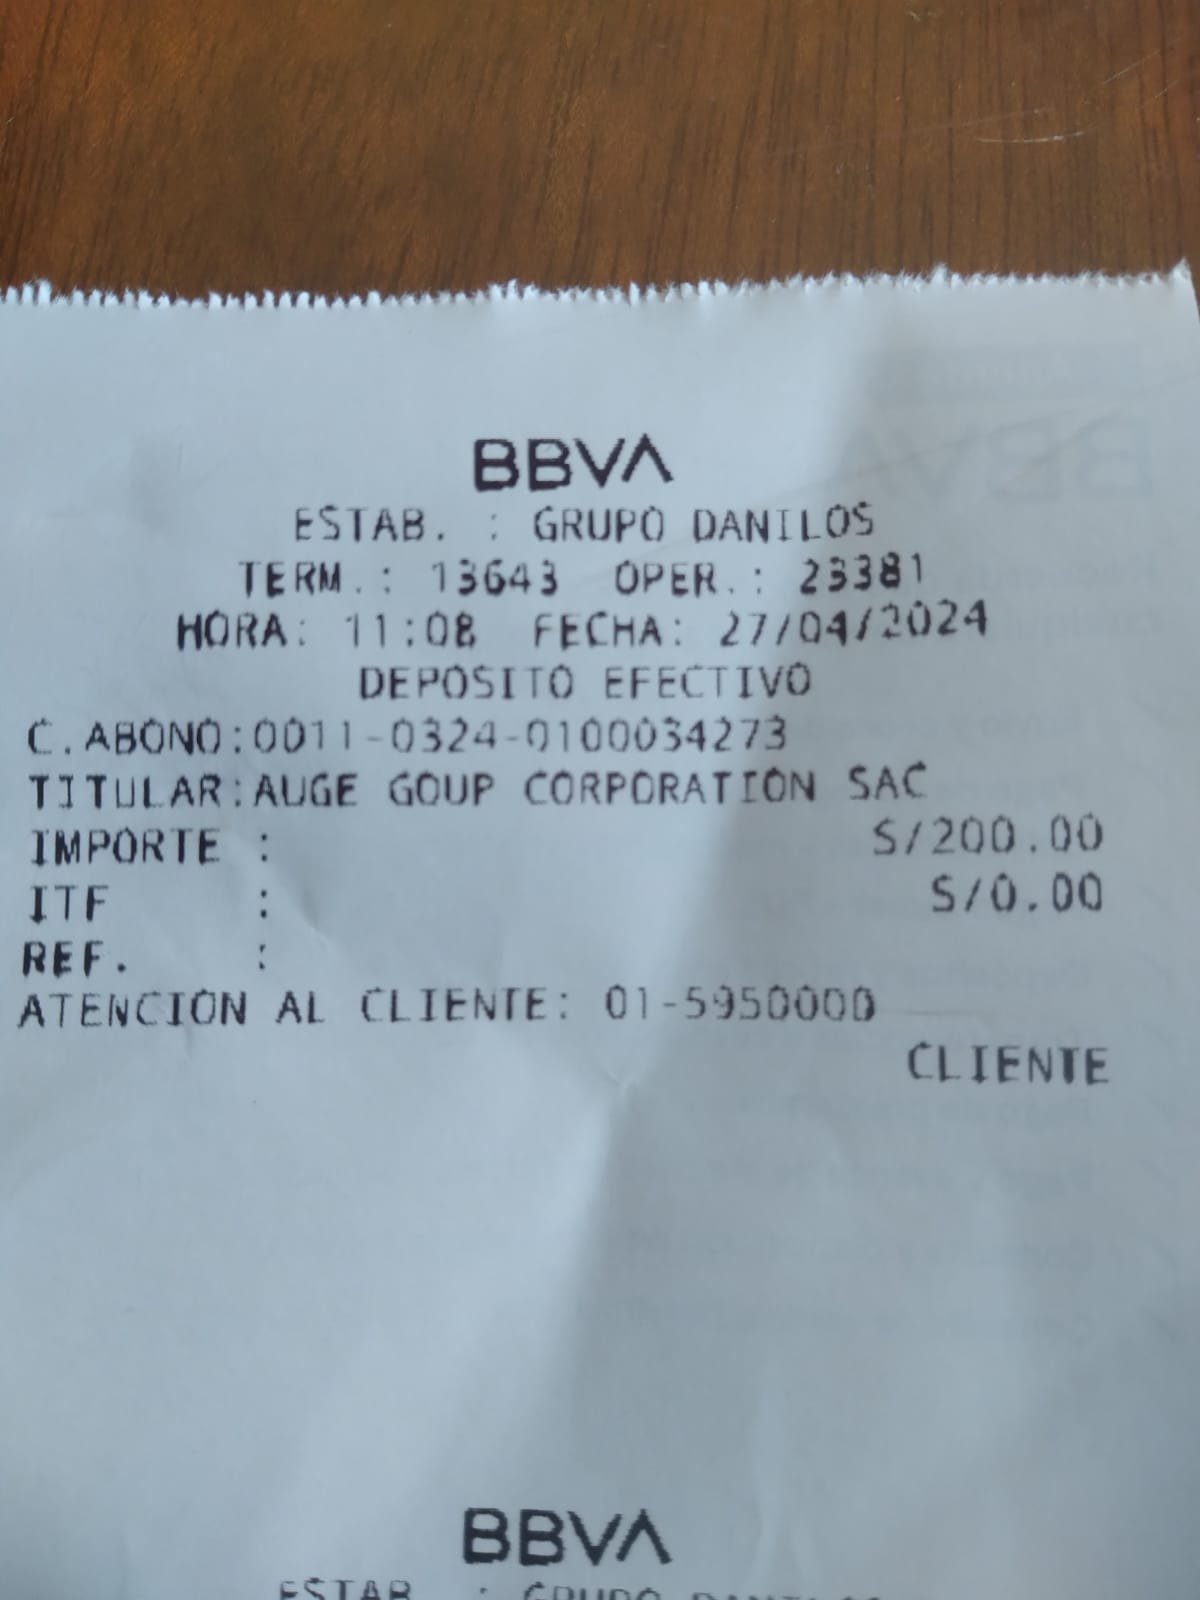 BBVA
ESTAB. : GRUPO DANILOS
TERM.: 13643 OPER.: 23381
HORA: 11:08 FECHA: 27/04/2024
DEPOSITO EFECTIVO
C.ABONO:0011-0324-0100034273
TITULAR:AUGE GOUP CORPORATION SAC
IMPORTE : S/200.00
ITF : S/0.00
REF. :
ATENCION AL CLIENTE: 01-5950000
CLIENTE
BBVA
ESTAB. : GRUPO DANILOS